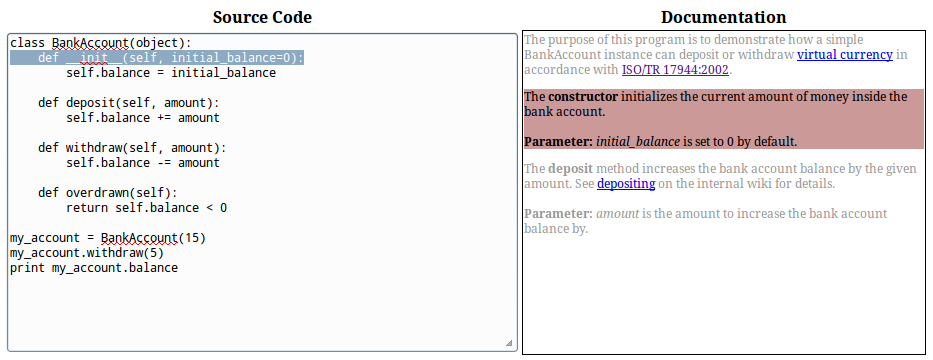 Source Code
class BankAccount(object):
    def __init__(self, initial_balance=0):
        self.balance = initial_balance

    def deposit(self, amount):
        self.balance += amount

    def withdraw(self, amount):
        self.balance -= amount

    def overdrawn(self):
        return self.balance < 0

my_account = BankAccount(15)
my_account.withdraw(5)
print my_account.balance
Documentation
The purpose of this program is to demonstrate how a simple
BankAccount instance can deposit or withdraw virtual currency in
accordance with ISO/TR 17944:2002.
The constructor initializes the current amount of money inside the
bank account.
Parameter: initial_balance is set to 0 by default.
The deposit method increases the bank account balance by the given
amount. See depositing on the internal wiki for details.
Parameter: amount is the amount to increase the bank account
balance by.